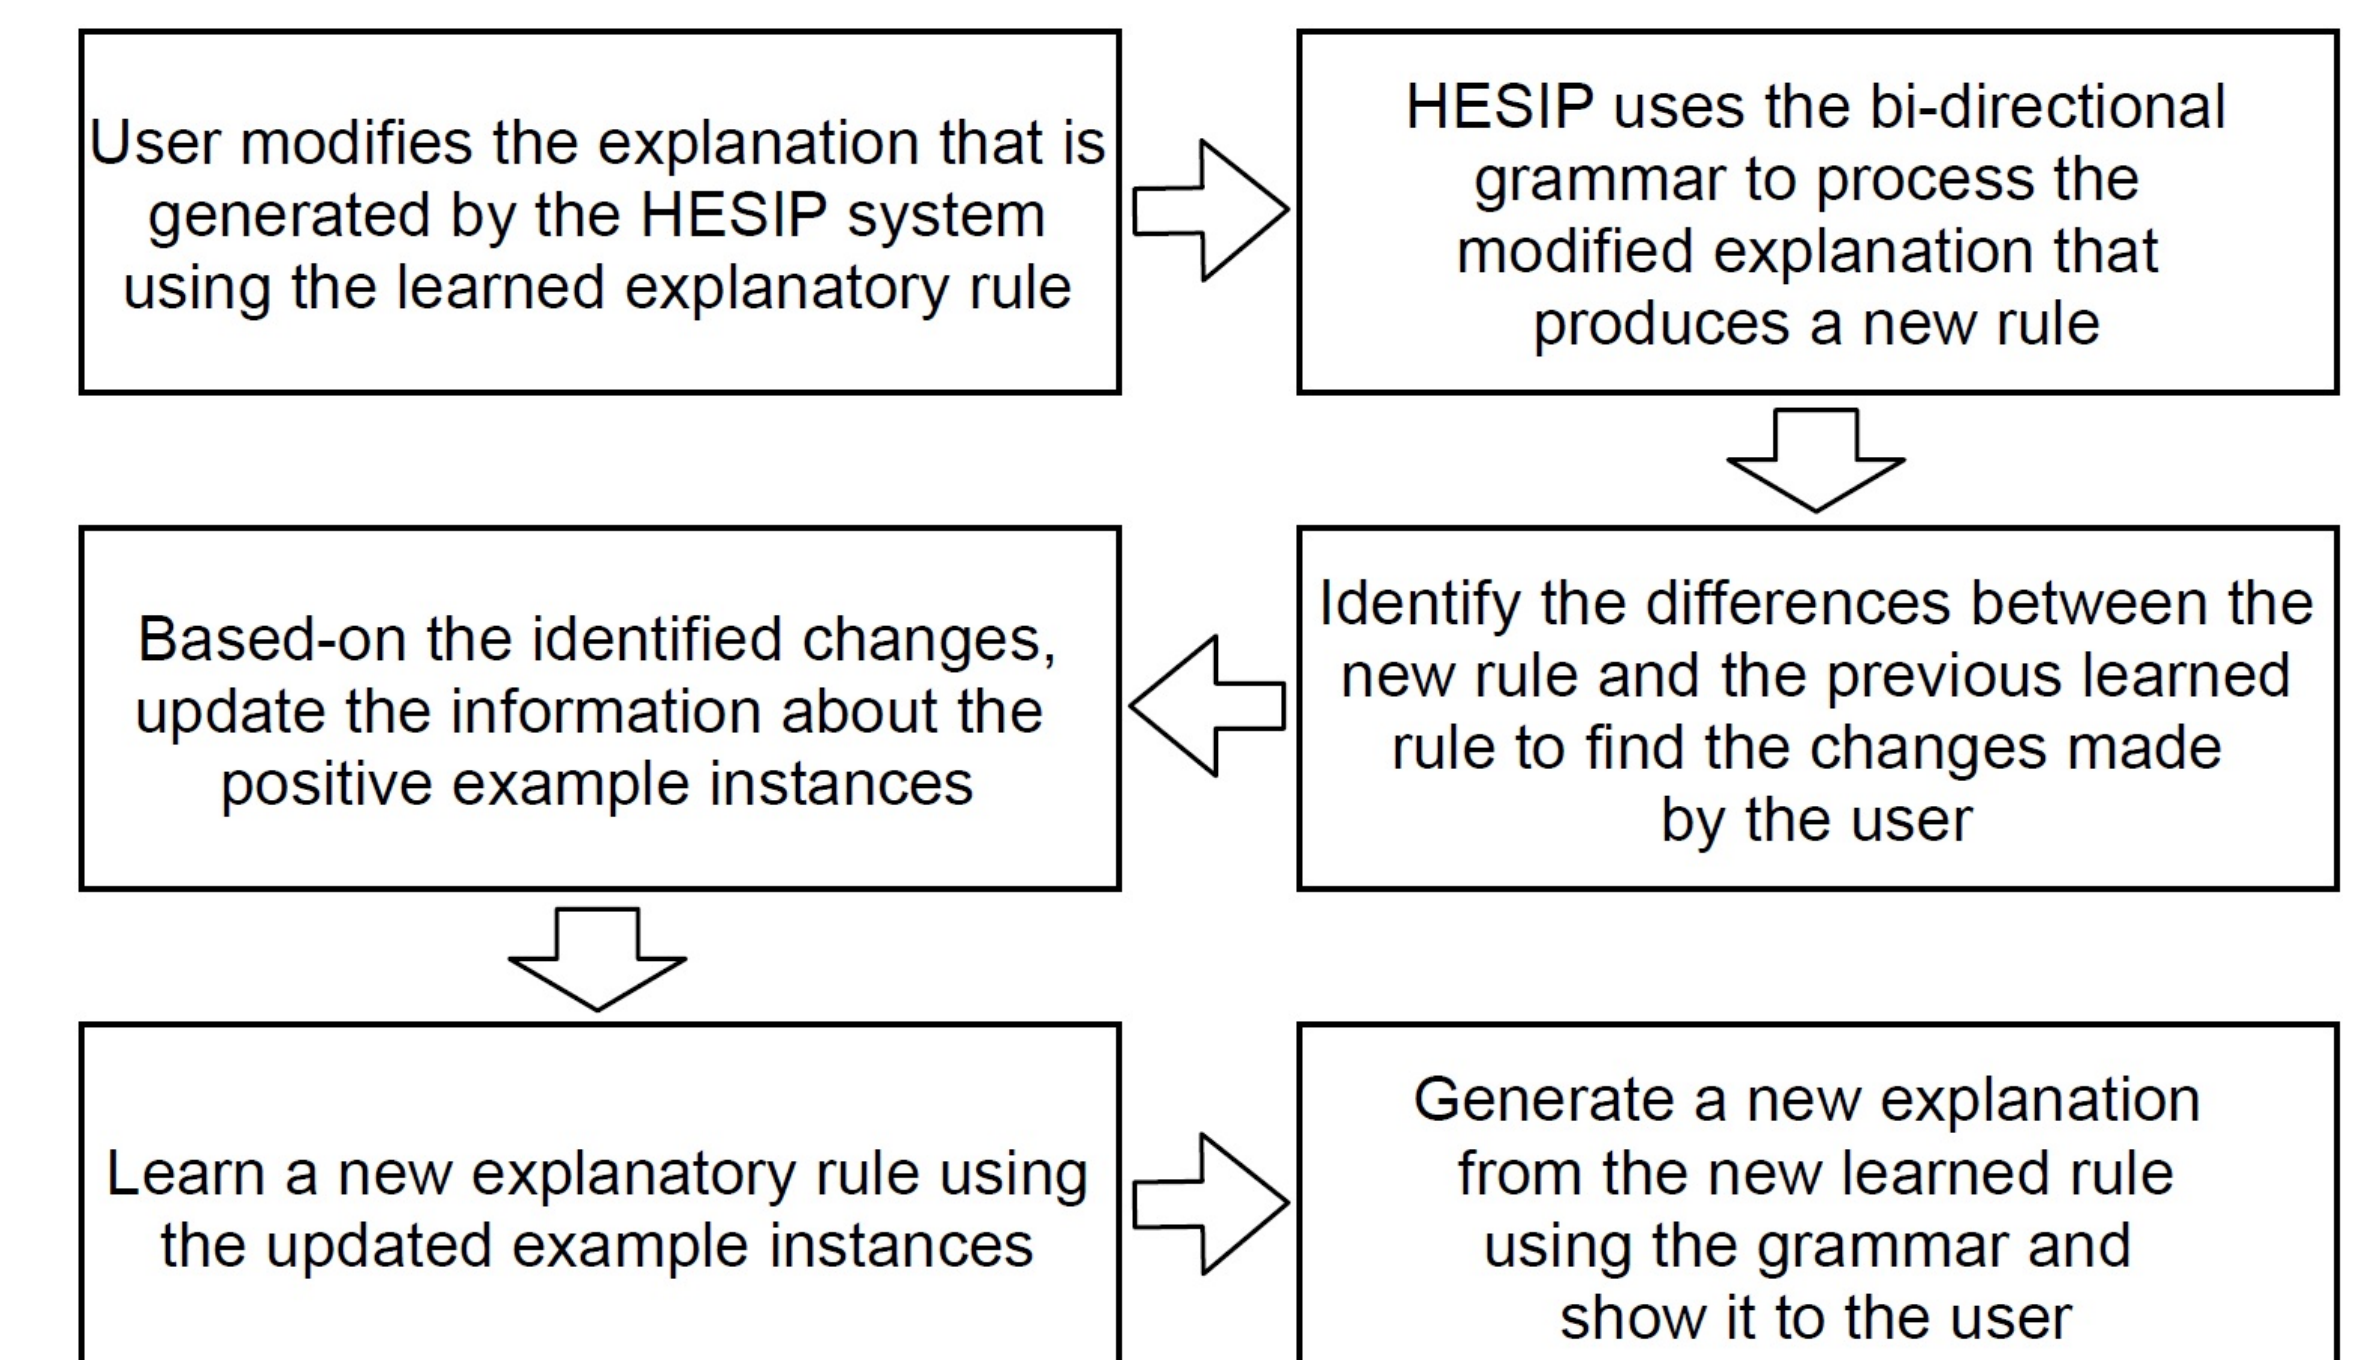 User modifies the explanation that is
generated by the HESIP system
using the learned explanatory rule
HESIP uses the bi-directional
grammar to process the
modified explanation that
produces a new rule
Identify the differences between the
new rule and the previous learned
rule to find the changes made
by the user
Based-on the identified changes,
update the information about the
positive example instances
Learn a new explanatory rule using
the updated example instances
Generate a new explanation
from the new learned rule
using the grammar and
show it to the user